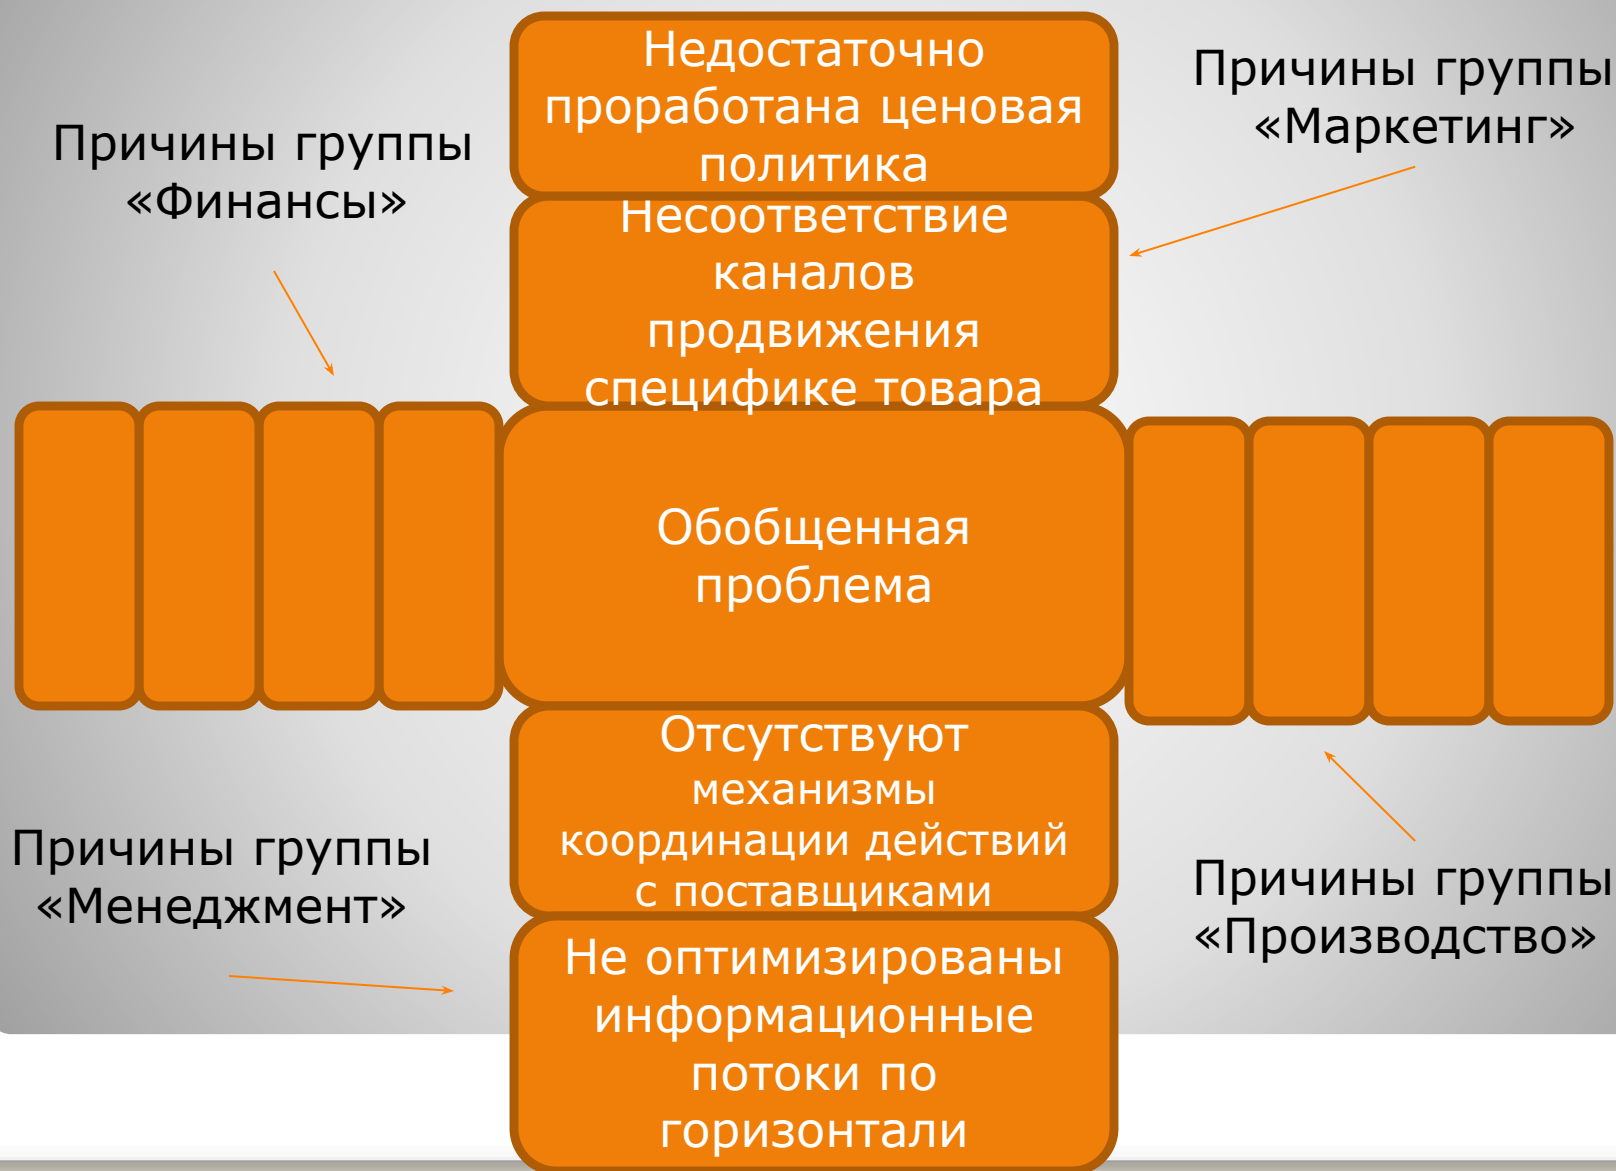 Недостаточно
проработана ценовая
политика
Причины группы
«Маркетинг»
Причины группы
«Финансы»
Несоответствие
каналов
продвижения
специфике товара
Обобщенная
проблема
Отсутствуют
механизмы
координации действий
с поставщиками
Причины группы
«Менеджмент»
Причины группы
«Производство»
Не оптимизированы
информационные
потоки по
горизонтали